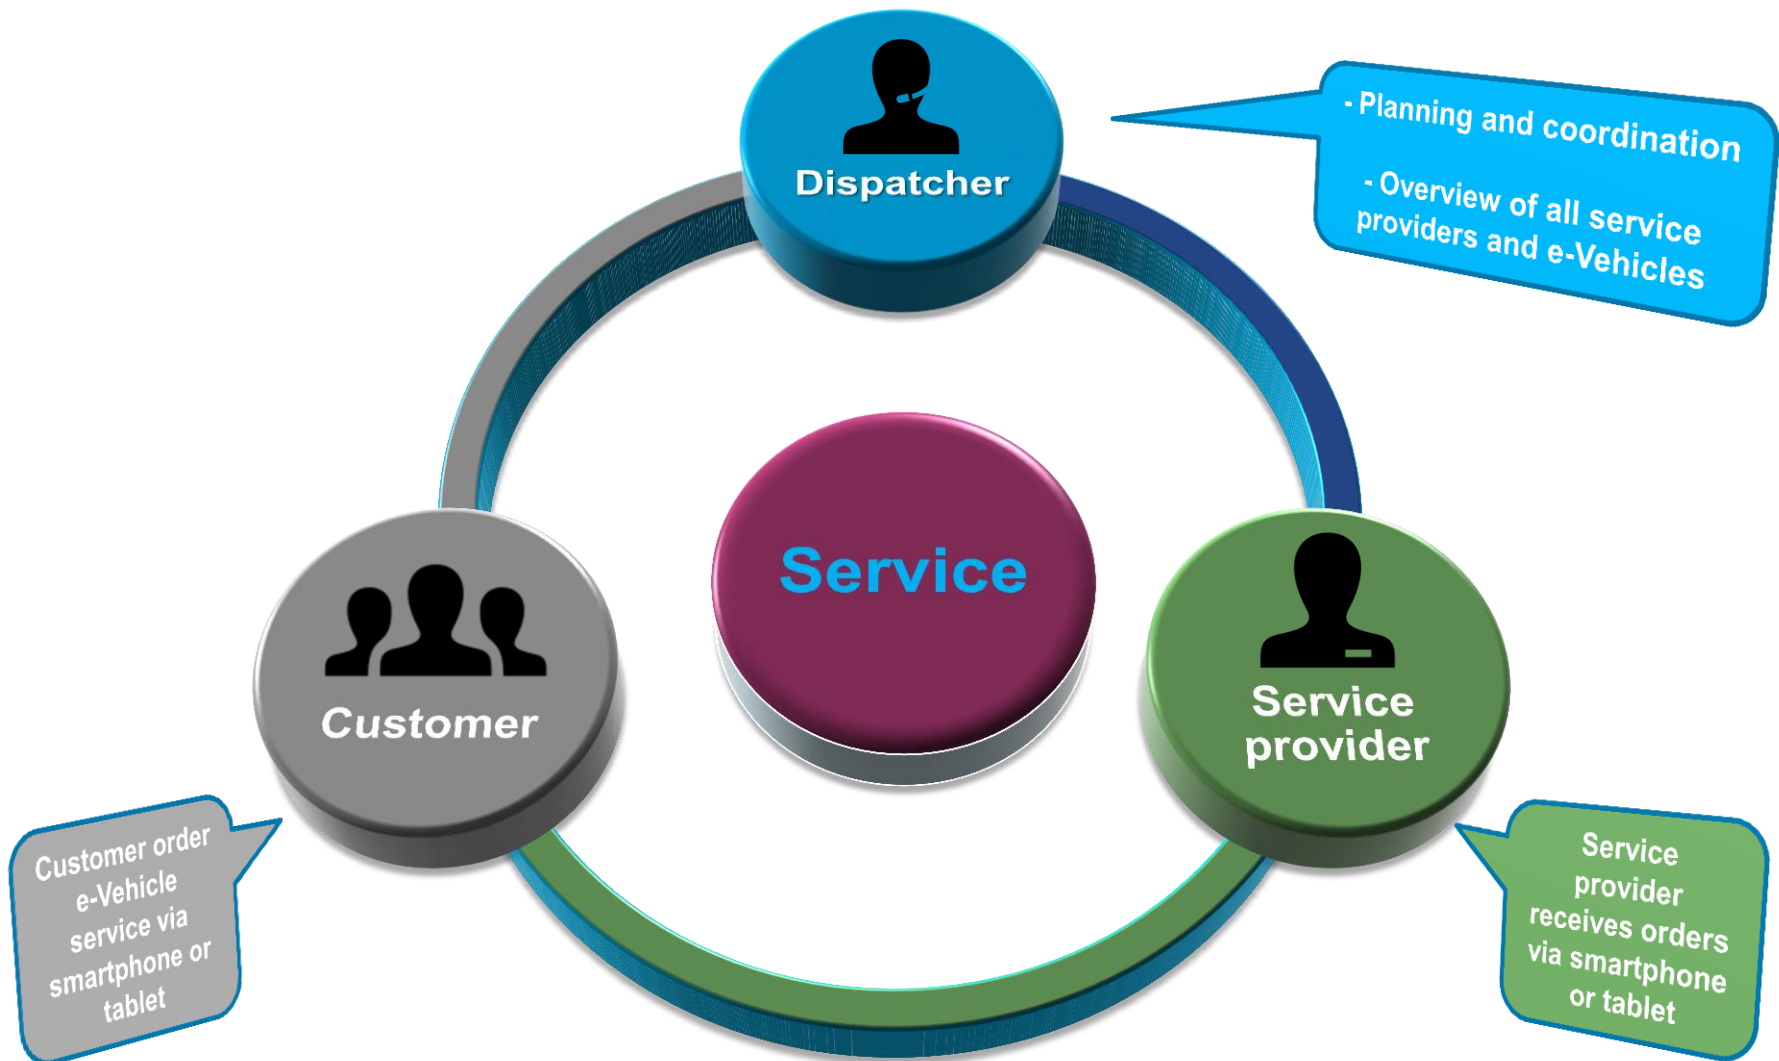 Dispatcher
- Planning and coordination
- Overview of all service
providers and e-Vehicles
Service
Customer
Service
provider
Customer order
e-Vehicle
service via
smartphone or
tablet
Service
provider
receives orders
via smartphone
or tablet